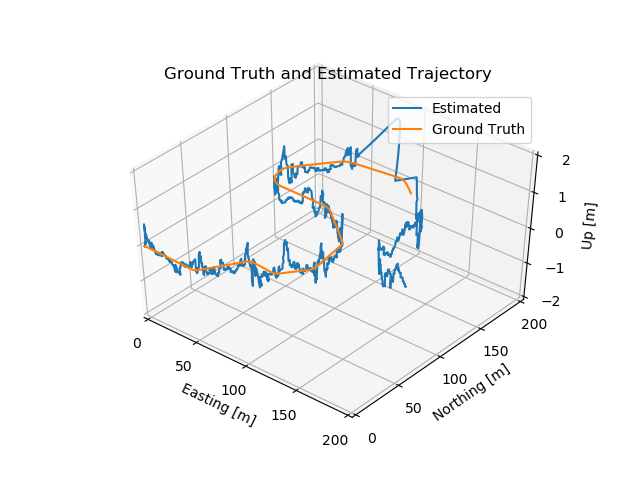 Ground Truth and Estimated Trajectory
Estimated
Ground Truth
2
1
0
−1
−2
Up [m]
0
50
100
150
200
Easting [m]
0
50
100
150
200
Northing [m]